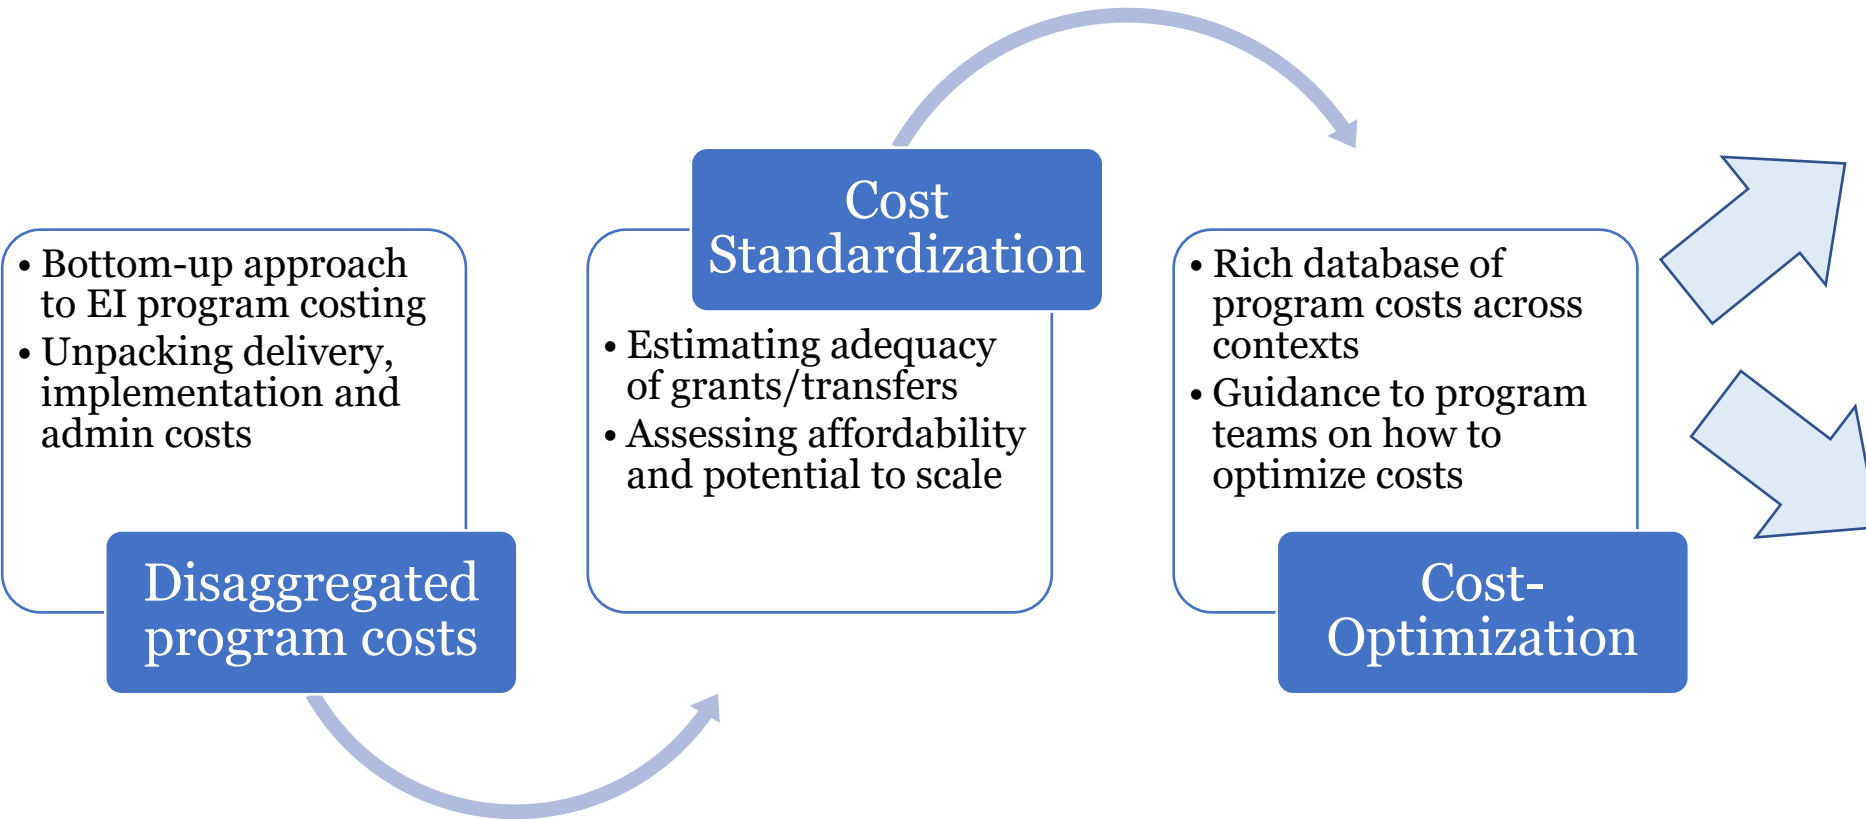 • Bottom-up approach
to EI program costing
• Unpacking delivery,
implementation and
admin costs
Disaggregated
program costs
Cost
Standardization
• Estimating adequacy
of grants/transfers
• Assessing affordability
and potential to scale
• Rich database of
program costs across
contexts
• Guidance to program
teams on how to
optimize costs
Cost-
Optimization